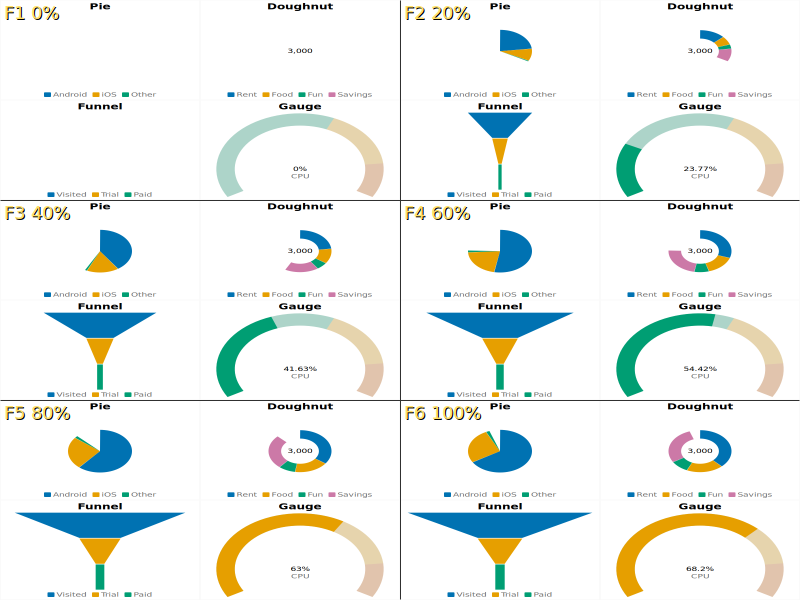 F1 0%
Pie
Doughnut
3,000
Android iOS Other
Rent Food Fun Savings
Funnel
Gauge
0%
CPU
Visited Trial Paid
F2 20%
Pie
Doughnut
3,000
Android iOS Other
Rent Food Fun Savings
Funnel
Gauge
23.77%
CPU
Visited Trial Paid
F3 40%
Pie
Doughnut
3,000
Android iOS Other
Rent Food Fun Savings
Funnel
Gauge
41.63%
CPU
Visited Trial Paid
F4 60%
Pie
Doughnut
3,000
Android iOS Other
Rent Food Fun Savings
Funnel
Gauge
54.42%
CPU
Visited Trial Paid
F5 80%
Pie
Doughnut
3,000
Android iOS Other
Rent Food Fun Savings
Funnel
Gauge
63%
CPU
Visited Trial Paid
F6 100%
Pie
Doughnut
3,000
Android iOS Other
Rent Food Fun Savings
Funnel
Gauge
68.2%
CPU
Visited Trial Paid